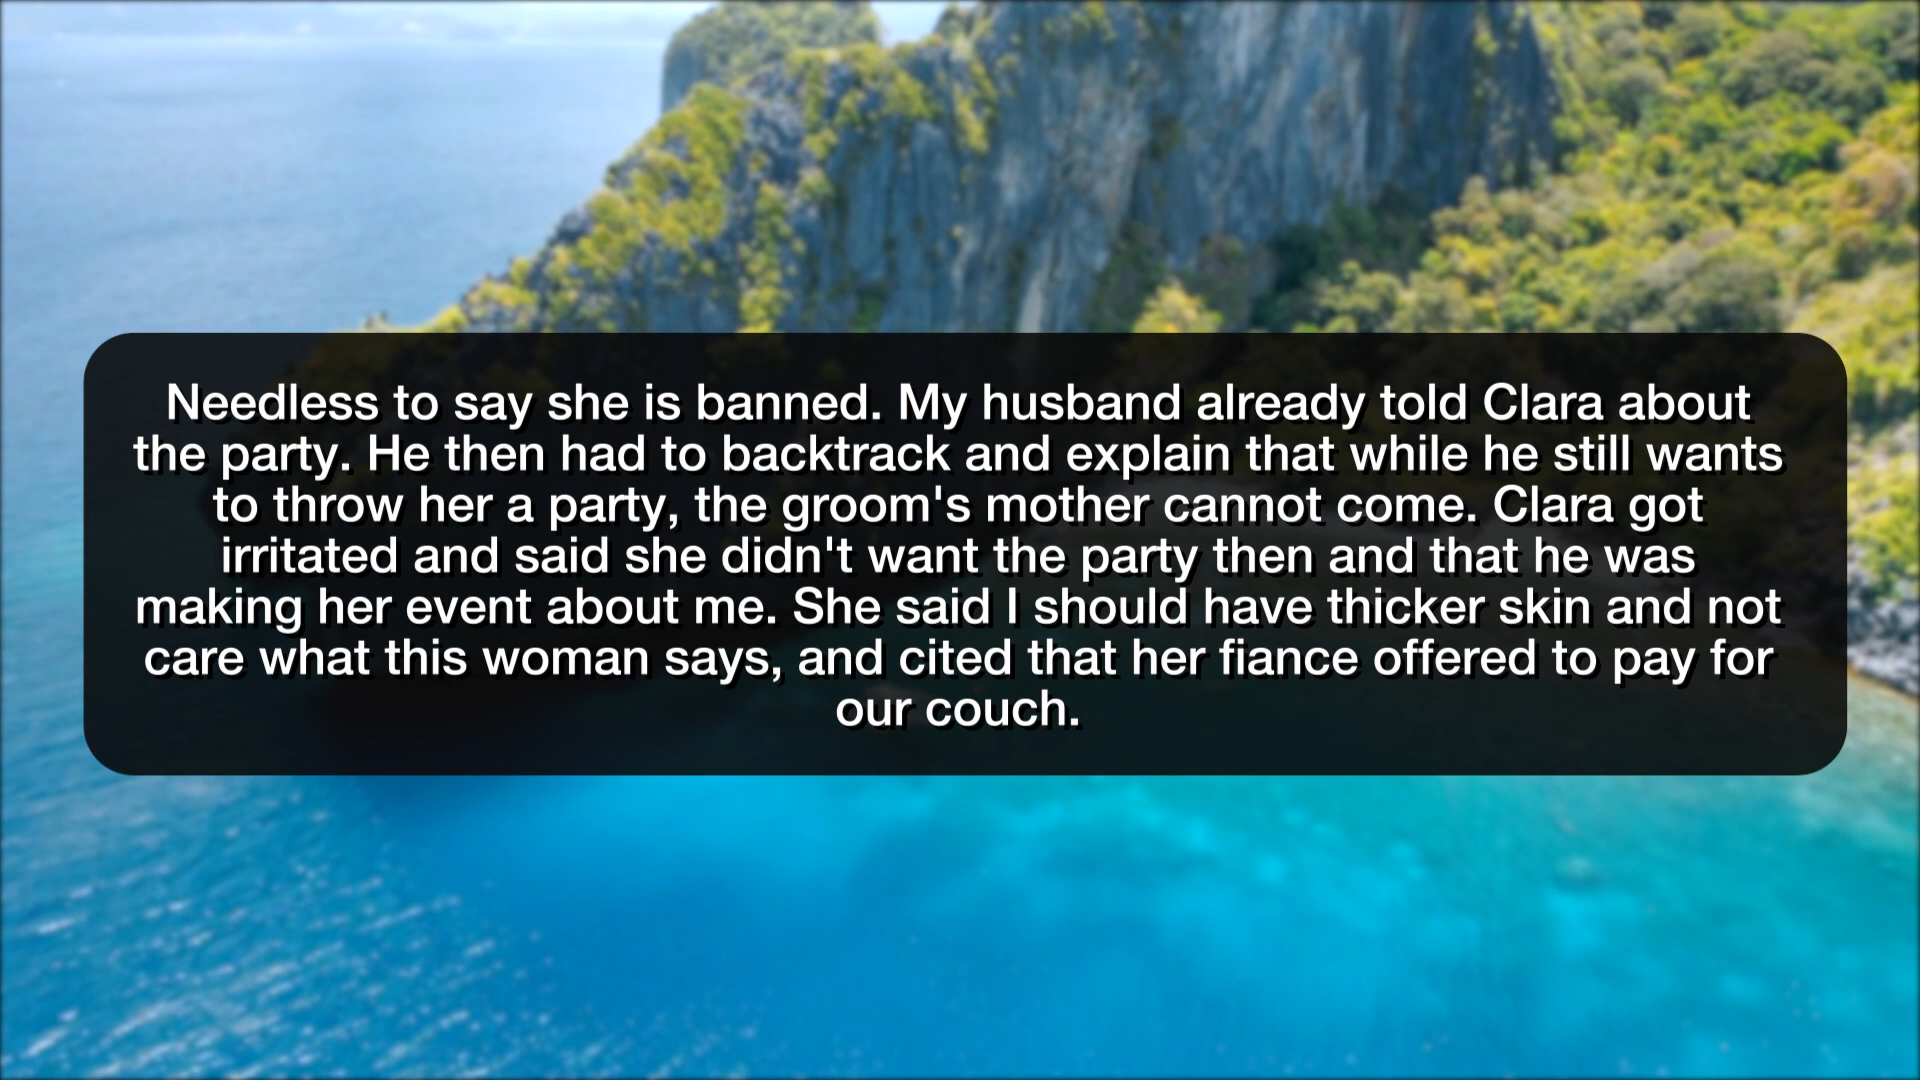 Needless to say she is banned. My husband already told Clara about
the party. He then had to backtrack and explain that while he still wants
to throw her a party, the groom's mother cannot come. Clara got
irritated and said she didn't want the party then and that he was
making her event about me. She said I should have thicker skin and not
care what this woman says, and cited that her fiance offered to pay for
our couch.